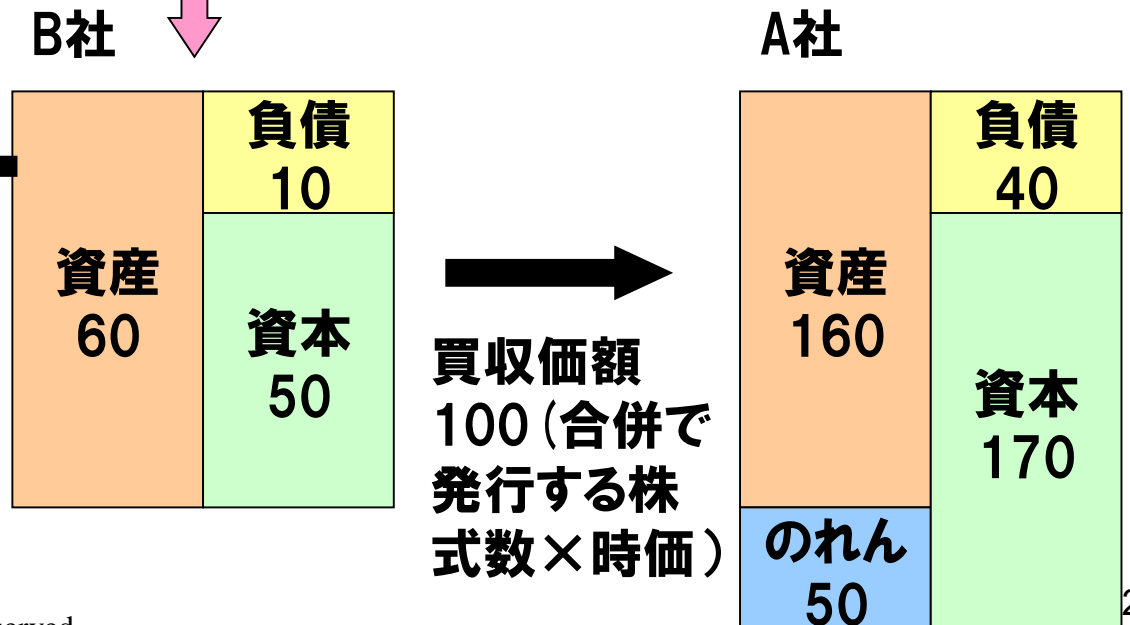 B社
資産
60
負債
10
資本
50
買収価額
100(合併で
発行する株
式数×時価)
A社
資産
160
のれん
50
負債
40
資本
170
2